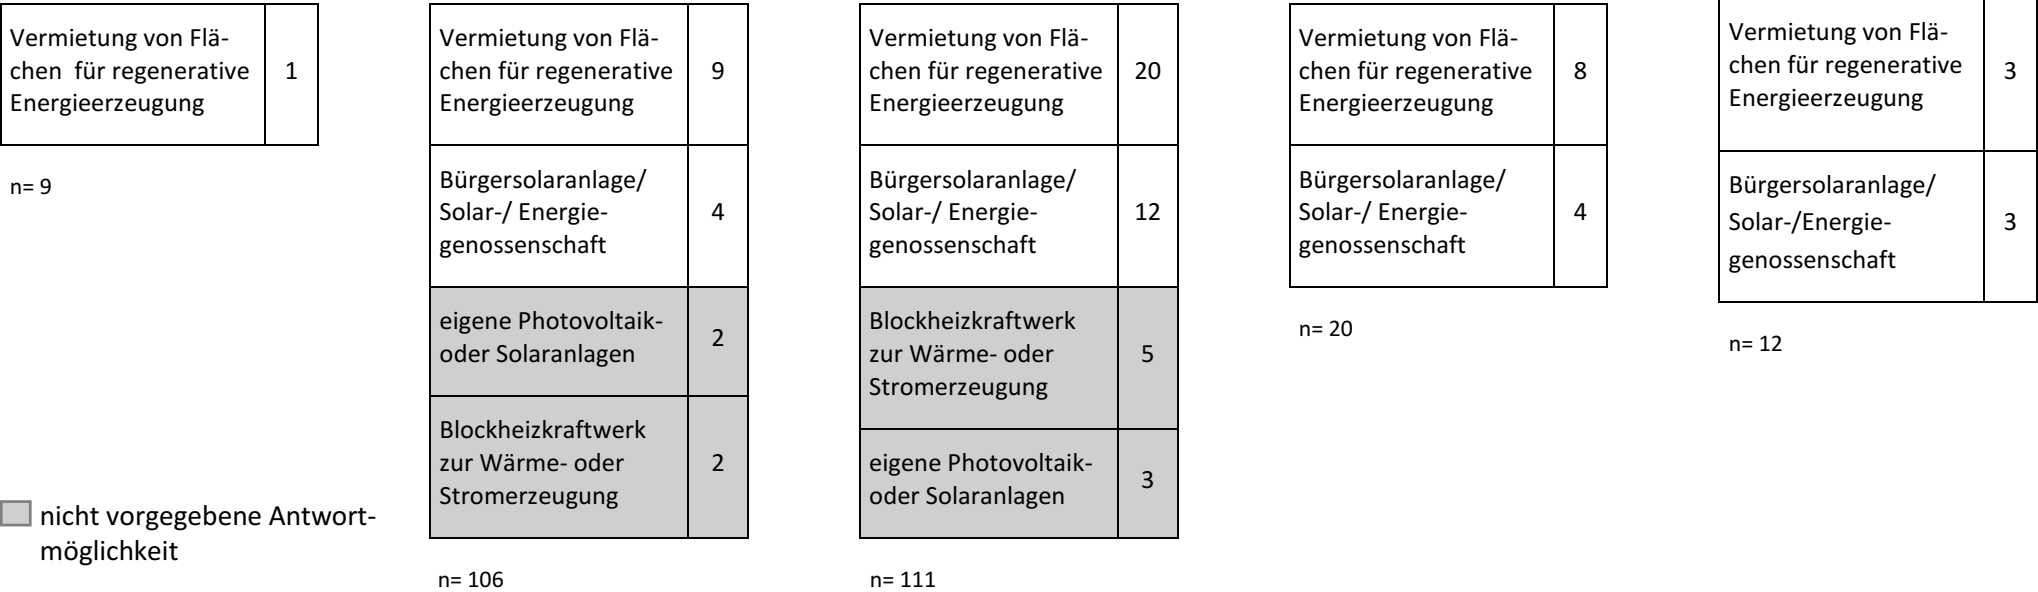 Vermietung von Flä-
chen für regenerative
Energieerzeugung
1
n= 9
nicht vorgegebene Antwort-
möglichkeit
Vermietung von Flä-
chen für regenerative
Energieerzeugung
9
Bürgersolaranlage/
Solar-/ Energie-
genossenschaft
4
eigene Photovoltaik-
oder Solaranlagen
2
Blockheizkraftwerk
zur Wärme- oder
Stromerzeugung
2
n= 106
Vermietung von Flä-
chen für regenerative
Energieerzeugung
20
Bürgersolaranlage/
Solar-/ Energie-
genossenschaft
12
Blockheizkraftwerk
zur Wärme- oder
Stromerzeugung
5
eigene Photovoltaik-
oder Solaranlagen
3
n= 111
Vermietung von Flä-
chen für regenerative
Energieerzeugung
8
Bürgersolaranlage/
Solar-/ Energie-
genossenschaft
4
n= 20
Vermietung von Flä-
chen für regenerative
Energieerzeugung
3
Bürgersolaranlage/
Solar-/Energie-
genossenschaft
3
n= 12